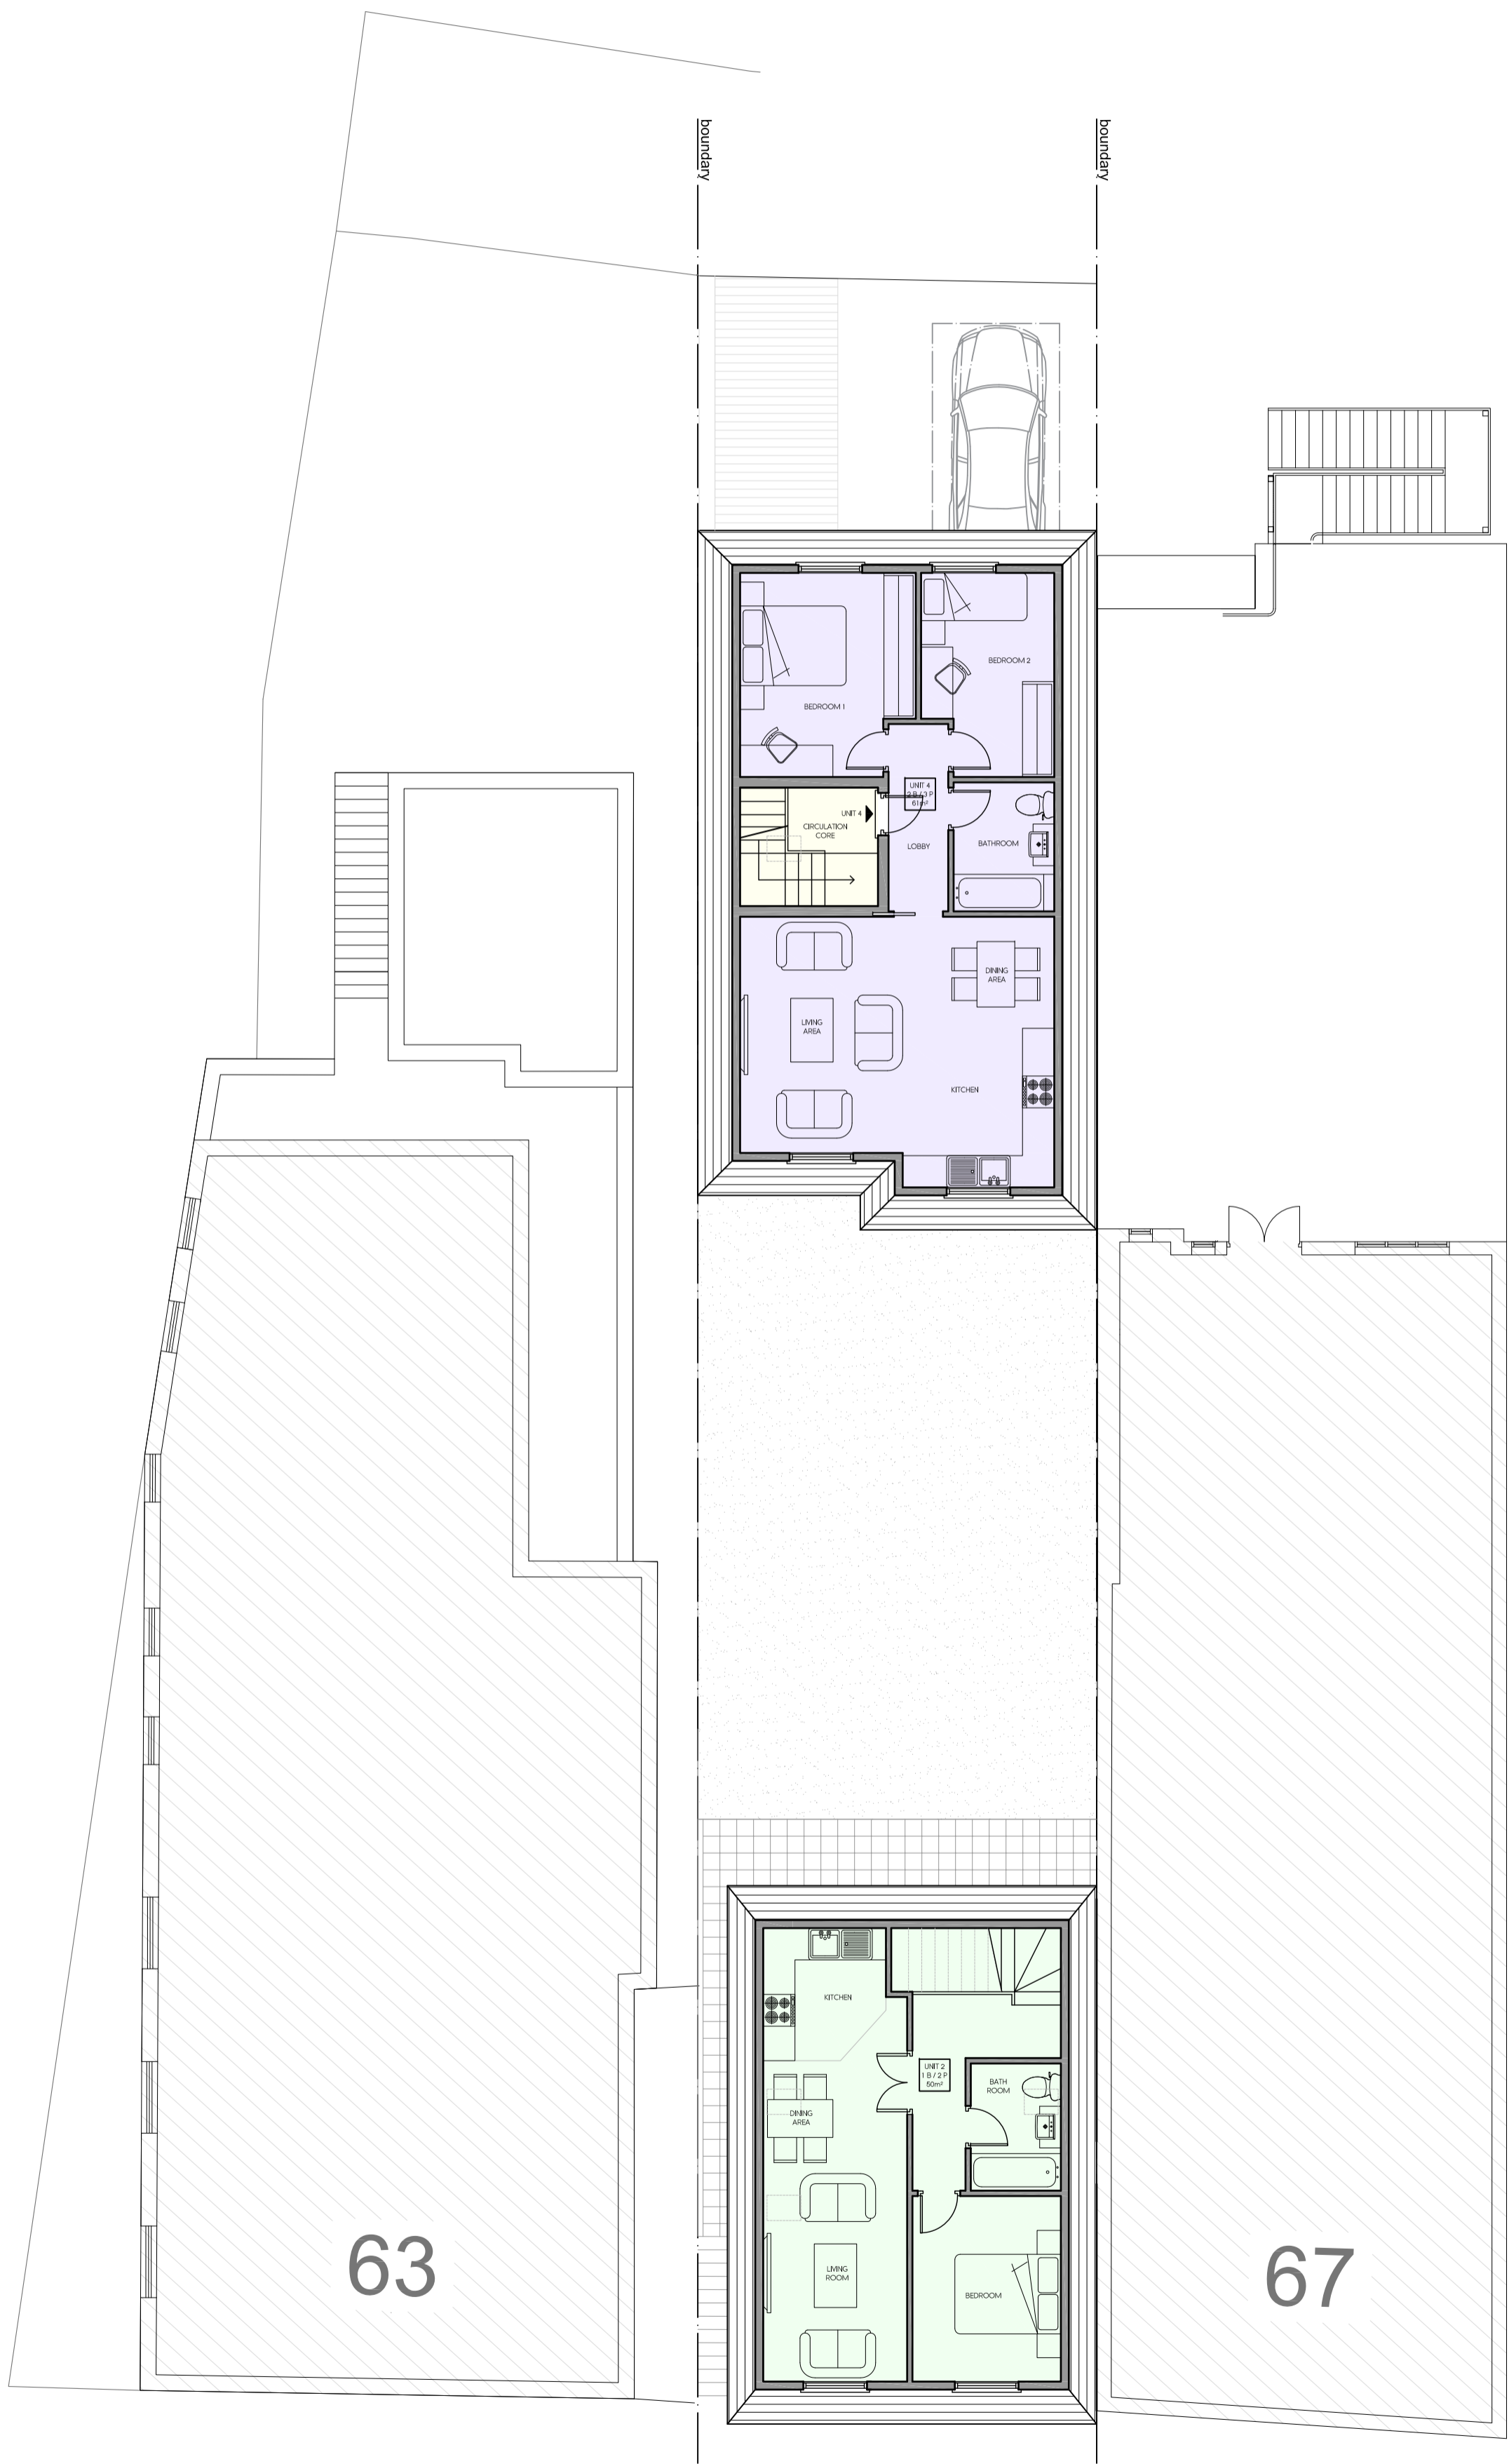 boundary
boundary
BEDROOM 2
BEDROOM 1
UNIT 4
2 B / 3 P
61m²
UNIT 4
CIRCULATION
CORE
LOBBY
BATHROOM
DINING
AREA
LIVING
AREA
KITCHEN
KITCHEN
UNIT 2
1 B / 2 P
50m²
BATH
ROOM
DINING
AREA
LIVING
ROOM
BEDROOM
63
67